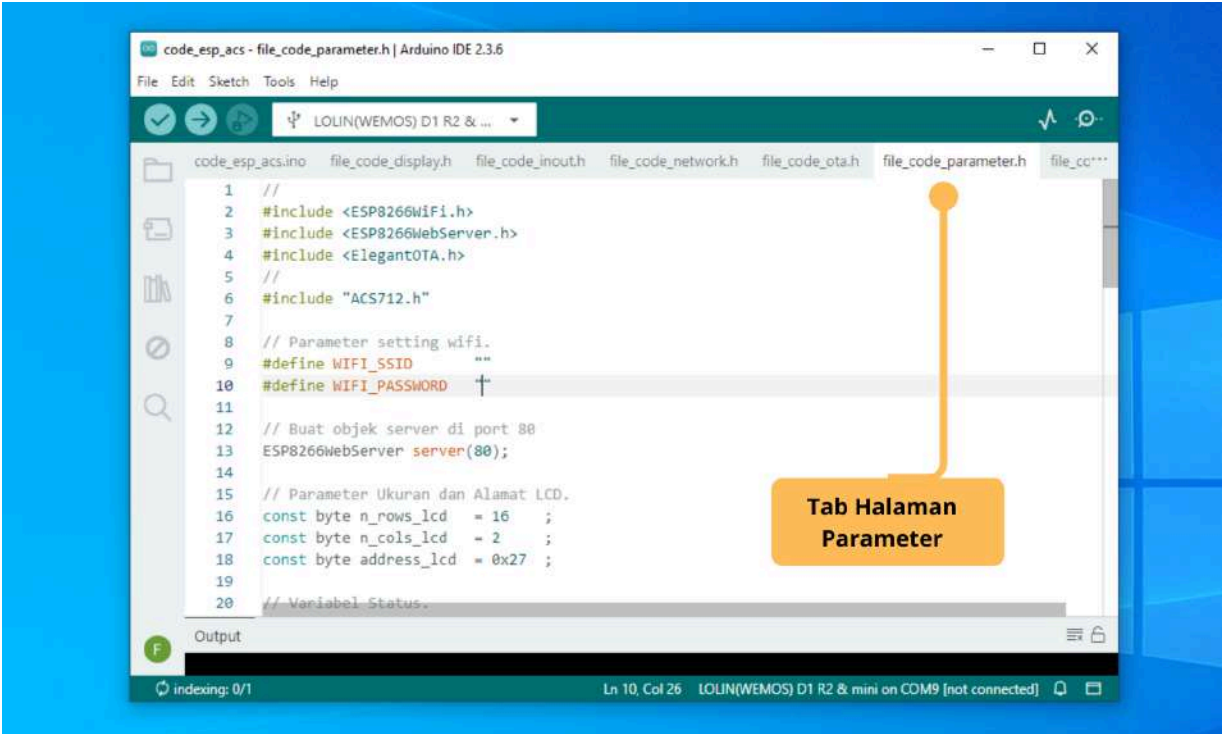 code_esp_acs - file_code_parameter.h | Arduino IDE 2.3.6
File Edit Sketch Tools Help
LOLIN(WEMOS) D1 R2 & ...
code_esp_acs.ino file_code_display.h file_code_inout.h file_code_network.h file_code_ota.h file_code_parameter.h file_cc...
1 //
2 #include <ESP8266WiFi.h>
3 #include <ESP8266WebServer.h>
4 #include <ElegantOTA.h>
5 //
6 #include "ACS712.h"
7
8 // Parameter setting wifi.
9 #define WIFI_SSID ""
10 #define WIFI_PASSWORD ""
11
12 // Buat objek server di port 80
13 ESP8266WebServer server(80);
14
15 // Parameter Ukuran dan Alamat LCD.
16 const byte n_rows_lcd = 16 ;
17 const byte n_cols_lcd = 2 ;
18 const byte address_lcd = 0x27 ;
19
20 // Variabel Status.
Tab Halaman
Parameter
Output
F
indexing: 0/1 Ln 10, Col 26 LOLIN(WEMOS) D1 R2 & mini on COM9 [not connected]